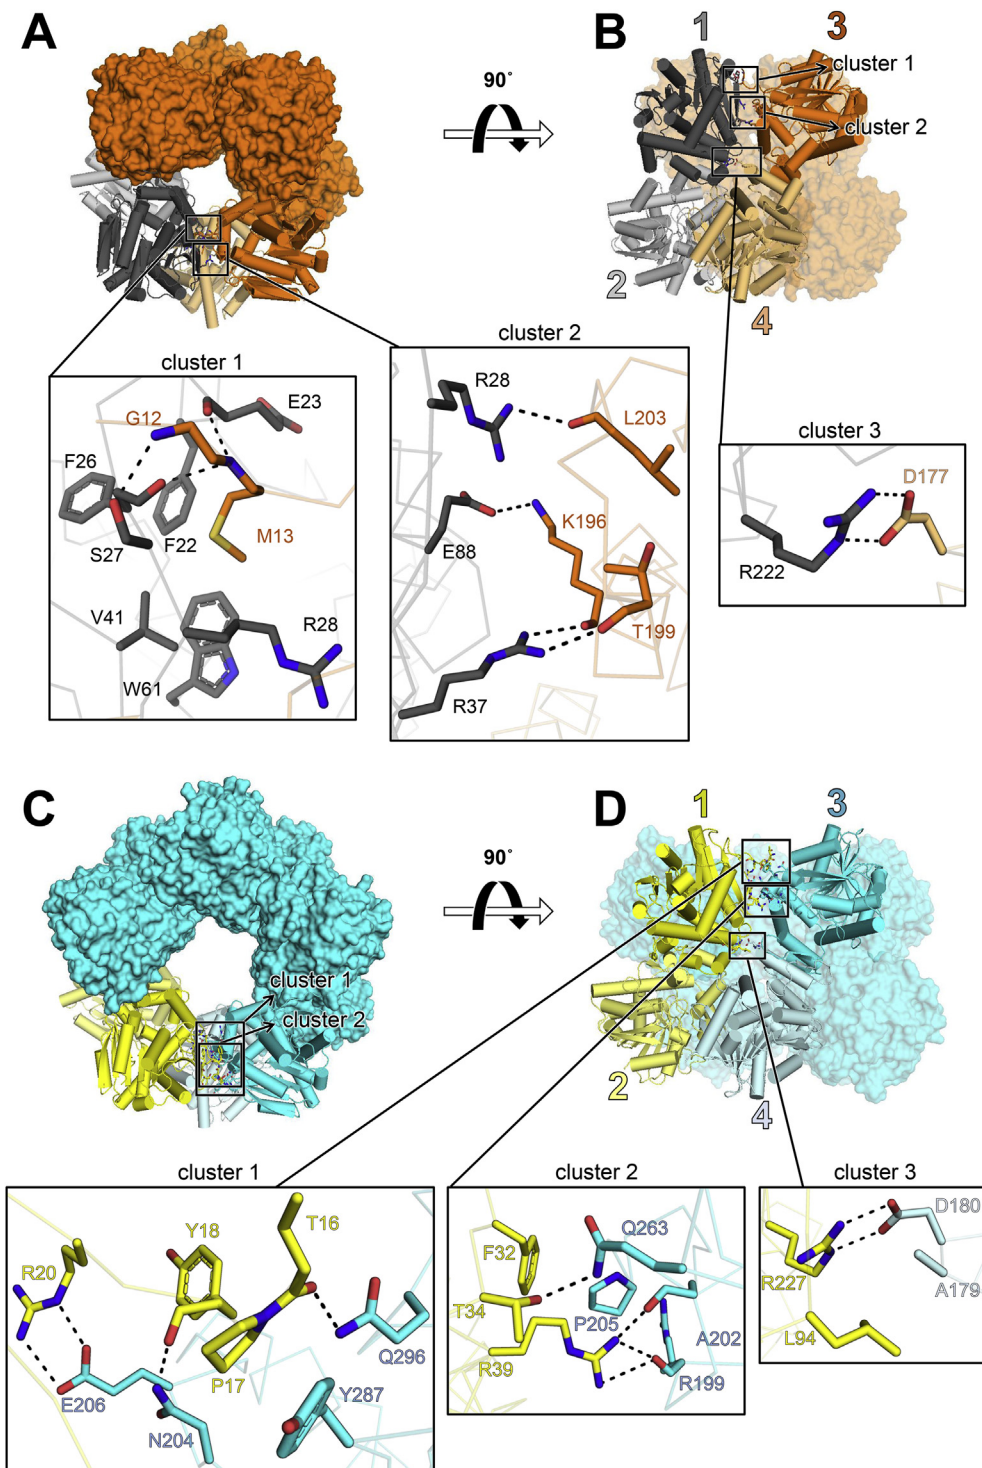 A
B
1
3
cluster 1
90°
cluster 2
2
4
cluster 1
cluster 2
cluster 3
G12
E23
F26
S27
F22
M13
V41
R28
W61
R28
L203
E88
K196
T199
R37
D177
R222
C
D
1
3
90°
cluster 1
cluster 2
2
4
cluster 1
cluster 2
cluster 3
R20
Y18
T16
E206
P17
Q296
N204
Y287
F32
Q263
T34
P205
A202
R39
R199
D180
R227
A179
L94